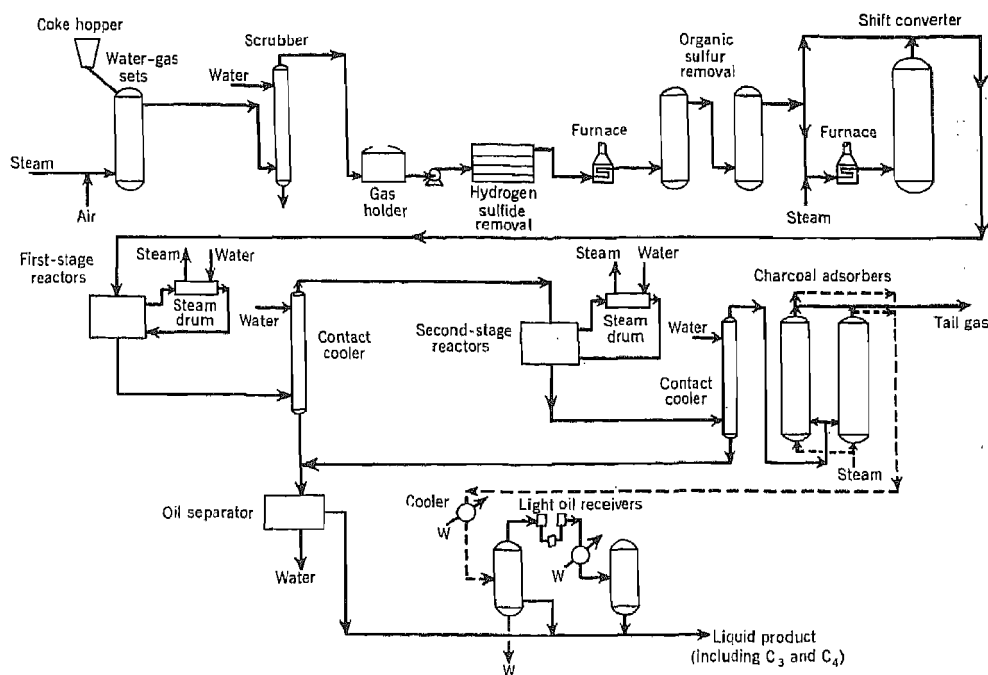 Coke hopper
Water-gas
sets
Steam
Air
Scrubber
Water
Gas
holder
Hydrogen
sulfide
removal
Furnace
Organic
sulfur
removal
Shift converter
Furnace
Steam
First-stage
reactors
Steam
Water
Steam
drum
Water
Contact
cooler
Second-stage
reactors
Steam
Water
Steam
drum
Water
Contact
cooler
Charcoal adsorbers
Tail gas
Steam
Oil separator
Water
Cooler
W
Light oil receivers
W
W
Liquid product
(including C₃ and C₄)